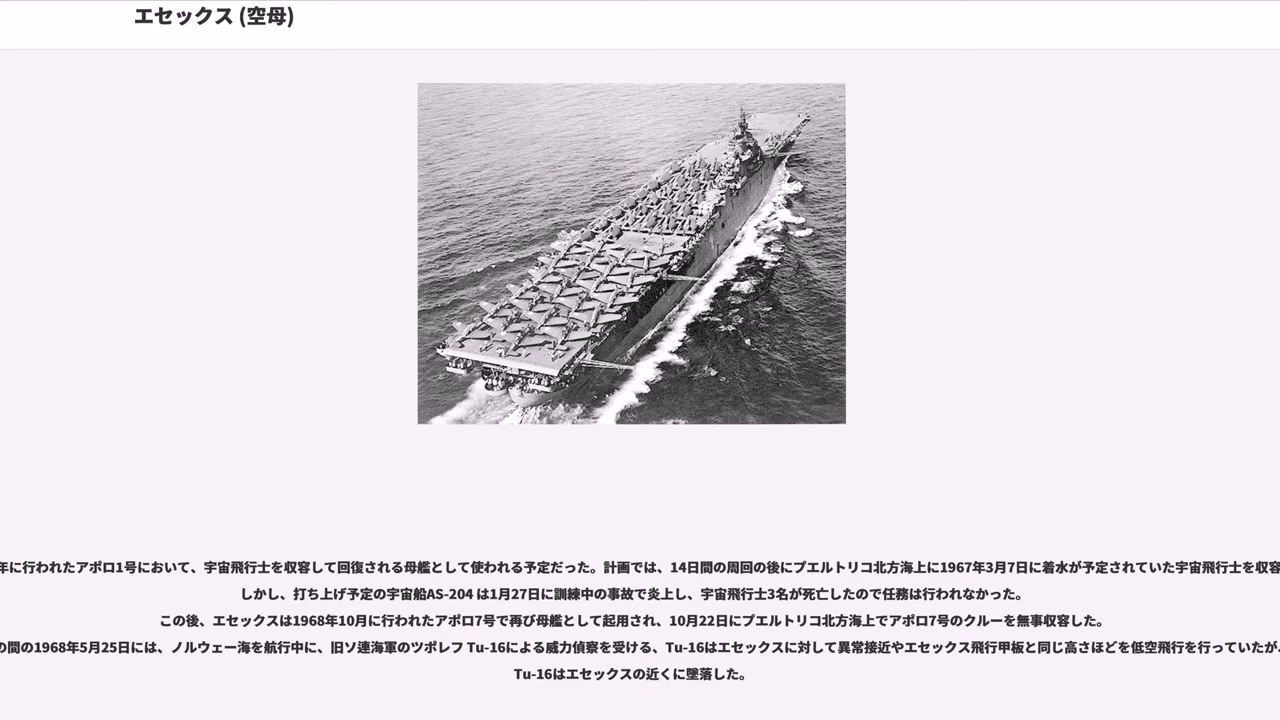 エセックス (空母)
年に行われたアポロ1号において、宇宙飛行士を収容して回復される母艦として使われる予定だった。計画では、14日間の周回の後にプエルトリコ北方海上に1967年3月7日に着水が予定されていた宇宙飛行士を収容
しかし、打ち上げ予定の宇宙船AS-204 は1月27日に訓練中の事故で炎上し、宇宙飛行士3名が死亡したので任務は行われなかった。
この後、エセックスは1968年10月に行われたアポロ7号で再び母艦として起用され、10月22日にプエルトリコ北方海上でアポロ7号のクルーを無事収容した。
の間の1968年5月25日には、ノルウェー海を航行中に、旧ソ連海軍のツポレフ Tu-16による威力偵察を受ける、Tu-16はエセックスに対して異常接近やエセックス飛行甲板と同じ高さほどを低空飛行を行っていたが、
Tu-16はエセックスの近くに墜落した。